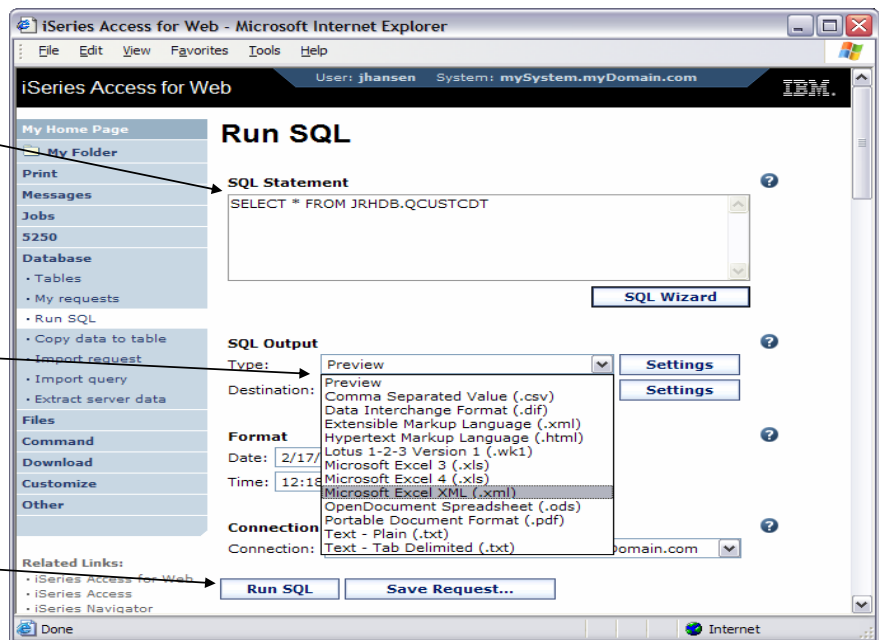 iSeries Access for Web - Microsoft Internet Explorer
File Edit View Favorites Tools Help
iSeries Access for Web
User: jhansen System: mySystem.myDomain.com
IBM.
My Home Page
My Folder
Print
Messages
Jobs
5250
Database
• Tables
• My requests
• Run SQL
• Copy data to table
• Import request
• Import query
• Extract server data
Files
Command
Download
Customize
Other
Related Links:
• iSeries Access for Web
• iSeries Access
• iSeries Navigator
Run SQL
SQL Statement
SELECT * FROM JRHDB.QCUSTCDT
SQL Wizard
SQL Output
Type: Preview Settings
Destination: Settings
Preview
Comma Separated Value (.csv)
Data Interchange Format (.dif)
Extensible Markup Language (.xml)
Hypertext Markup Language (.html)
Lotus 1-2-3 Version 1 (.wk1)
Microsoft Excel 3 (.xls)
Microsoft Excel 4 (.xls)
Microsoft Excel XML (.xml)
OpenDocument Spreadsheet (.ods)
Portable Document Format (.pdf)
Text - Plain (.txt)
Text - Tab Delimited (.txt)
Format
Date: 2/17/
Time: 12:18
Connection
Connection: Domain.com
Run SQL Save Request...
Done Internet